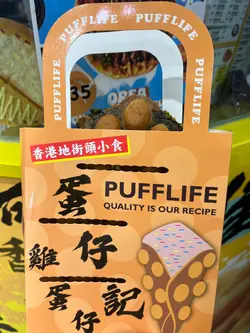 PUFFLIFE
PUFFLIFE
PUFFLIFE
35
OREO
香港地街頭小食
蛋仔記
雞蛋仔
PUFFLIFE
QUALITY IS OUR RECIPE